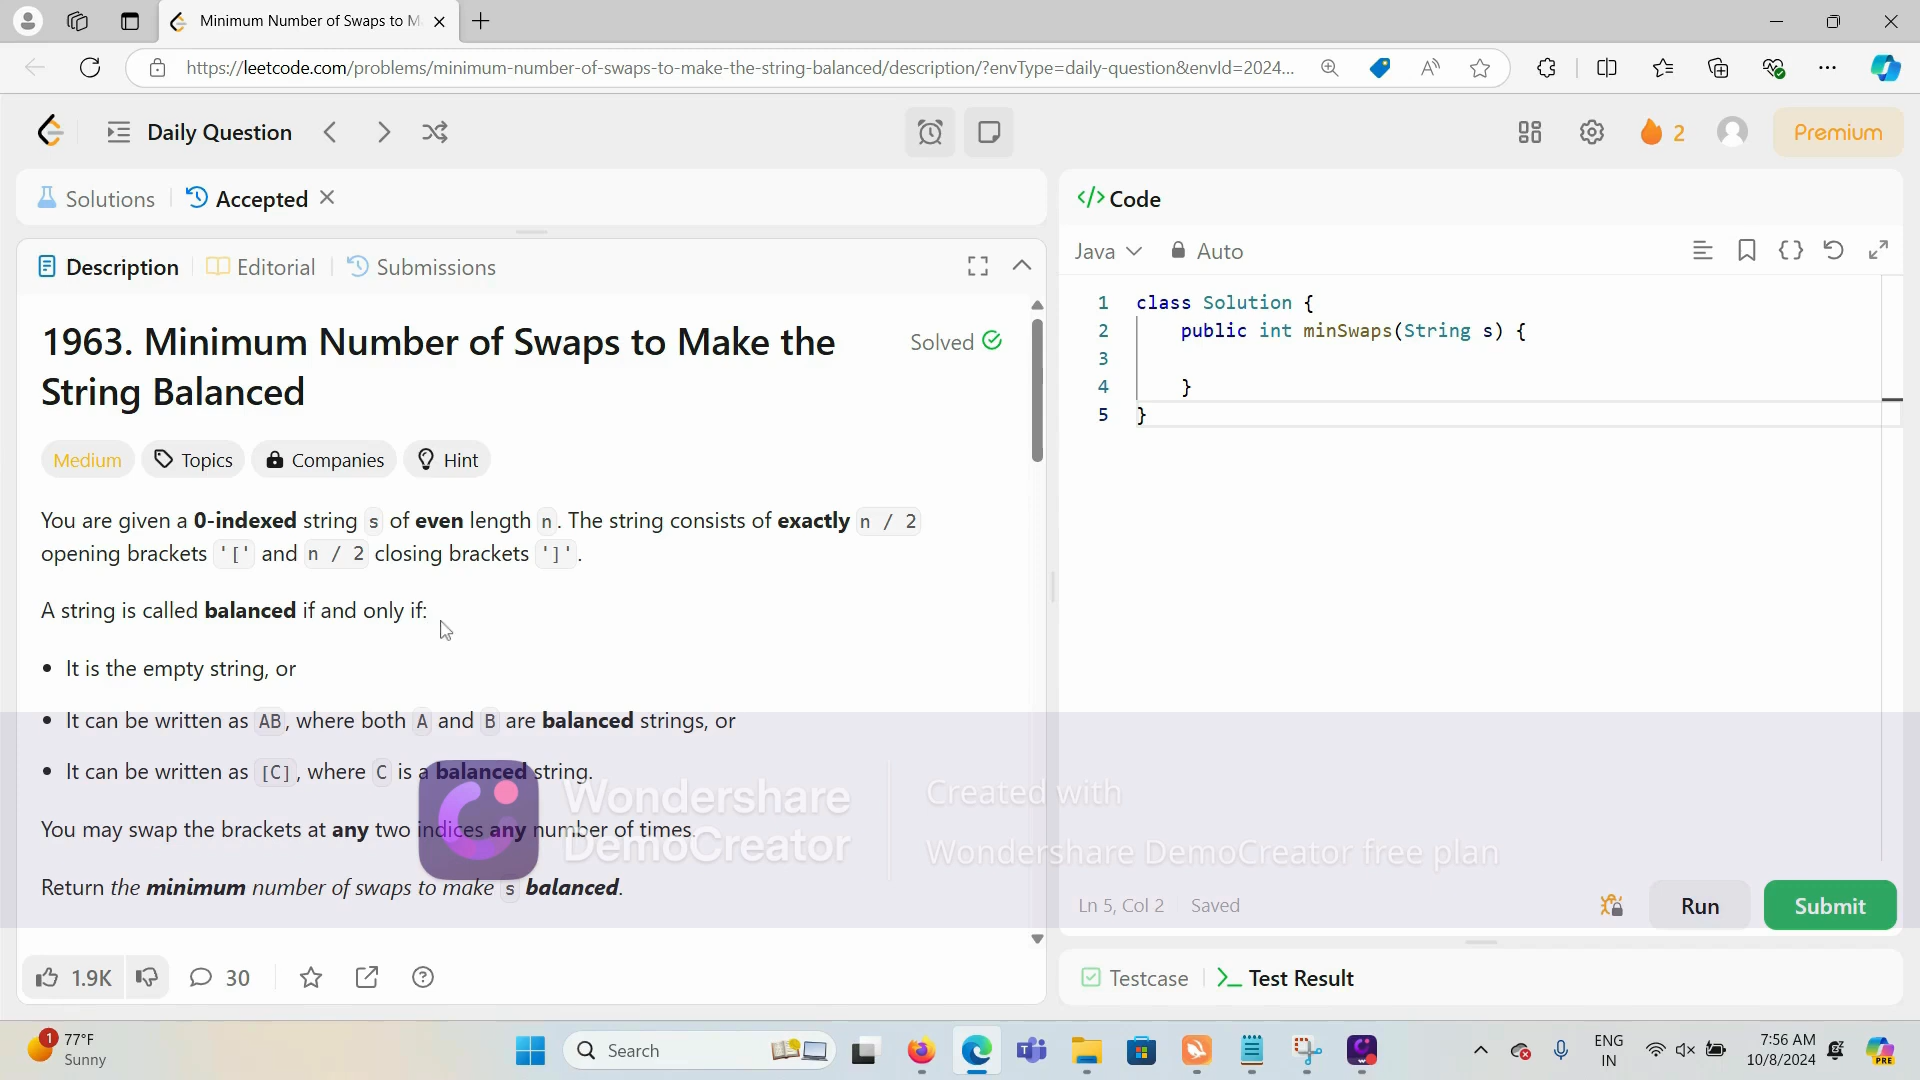 Minimum Number of Swaps to M
https://leetcode.com/problems/minimum-number-of-swaps-to-make-the-string-balanced/description/?envType=daily-question&envId=2024...
Daily Question
2
Premium
Solutions
Accepted
</> Code
Description
Editorial
Submissions
Java
Auto
1963. Minimum Number of Swaps to Make the
String Balanced
Solved
Medium
Topics
Companies
Hint
You are given a 0-indexed string s of even length n. The string consists of exactly n / 2
opening brackets '[' and n / 2 closing brackets ']'.
A string is called balanced if and only if:
• It is the empty string, or
• It can be written as AB, where both A and B are balanced strings, or
• It can be written as [C], where C is a balanced string.
You may swap the brackets at any two indices any number of times.
Return the minimum number of swaps to make s balanced.
1 class Solution {
2 public int minSwaps(String s) {
3
4 }
5 }
Wondershare
DemoCreator
Created with
Wondershare DemoCreator free plan
Ln 5, Col 2
Saved
Run
Submit
1.9K
30
Testcase
Test Result
1
77°F
Sunny
Search
ENG
IN
7:56 AM
10/8/2024
PRE